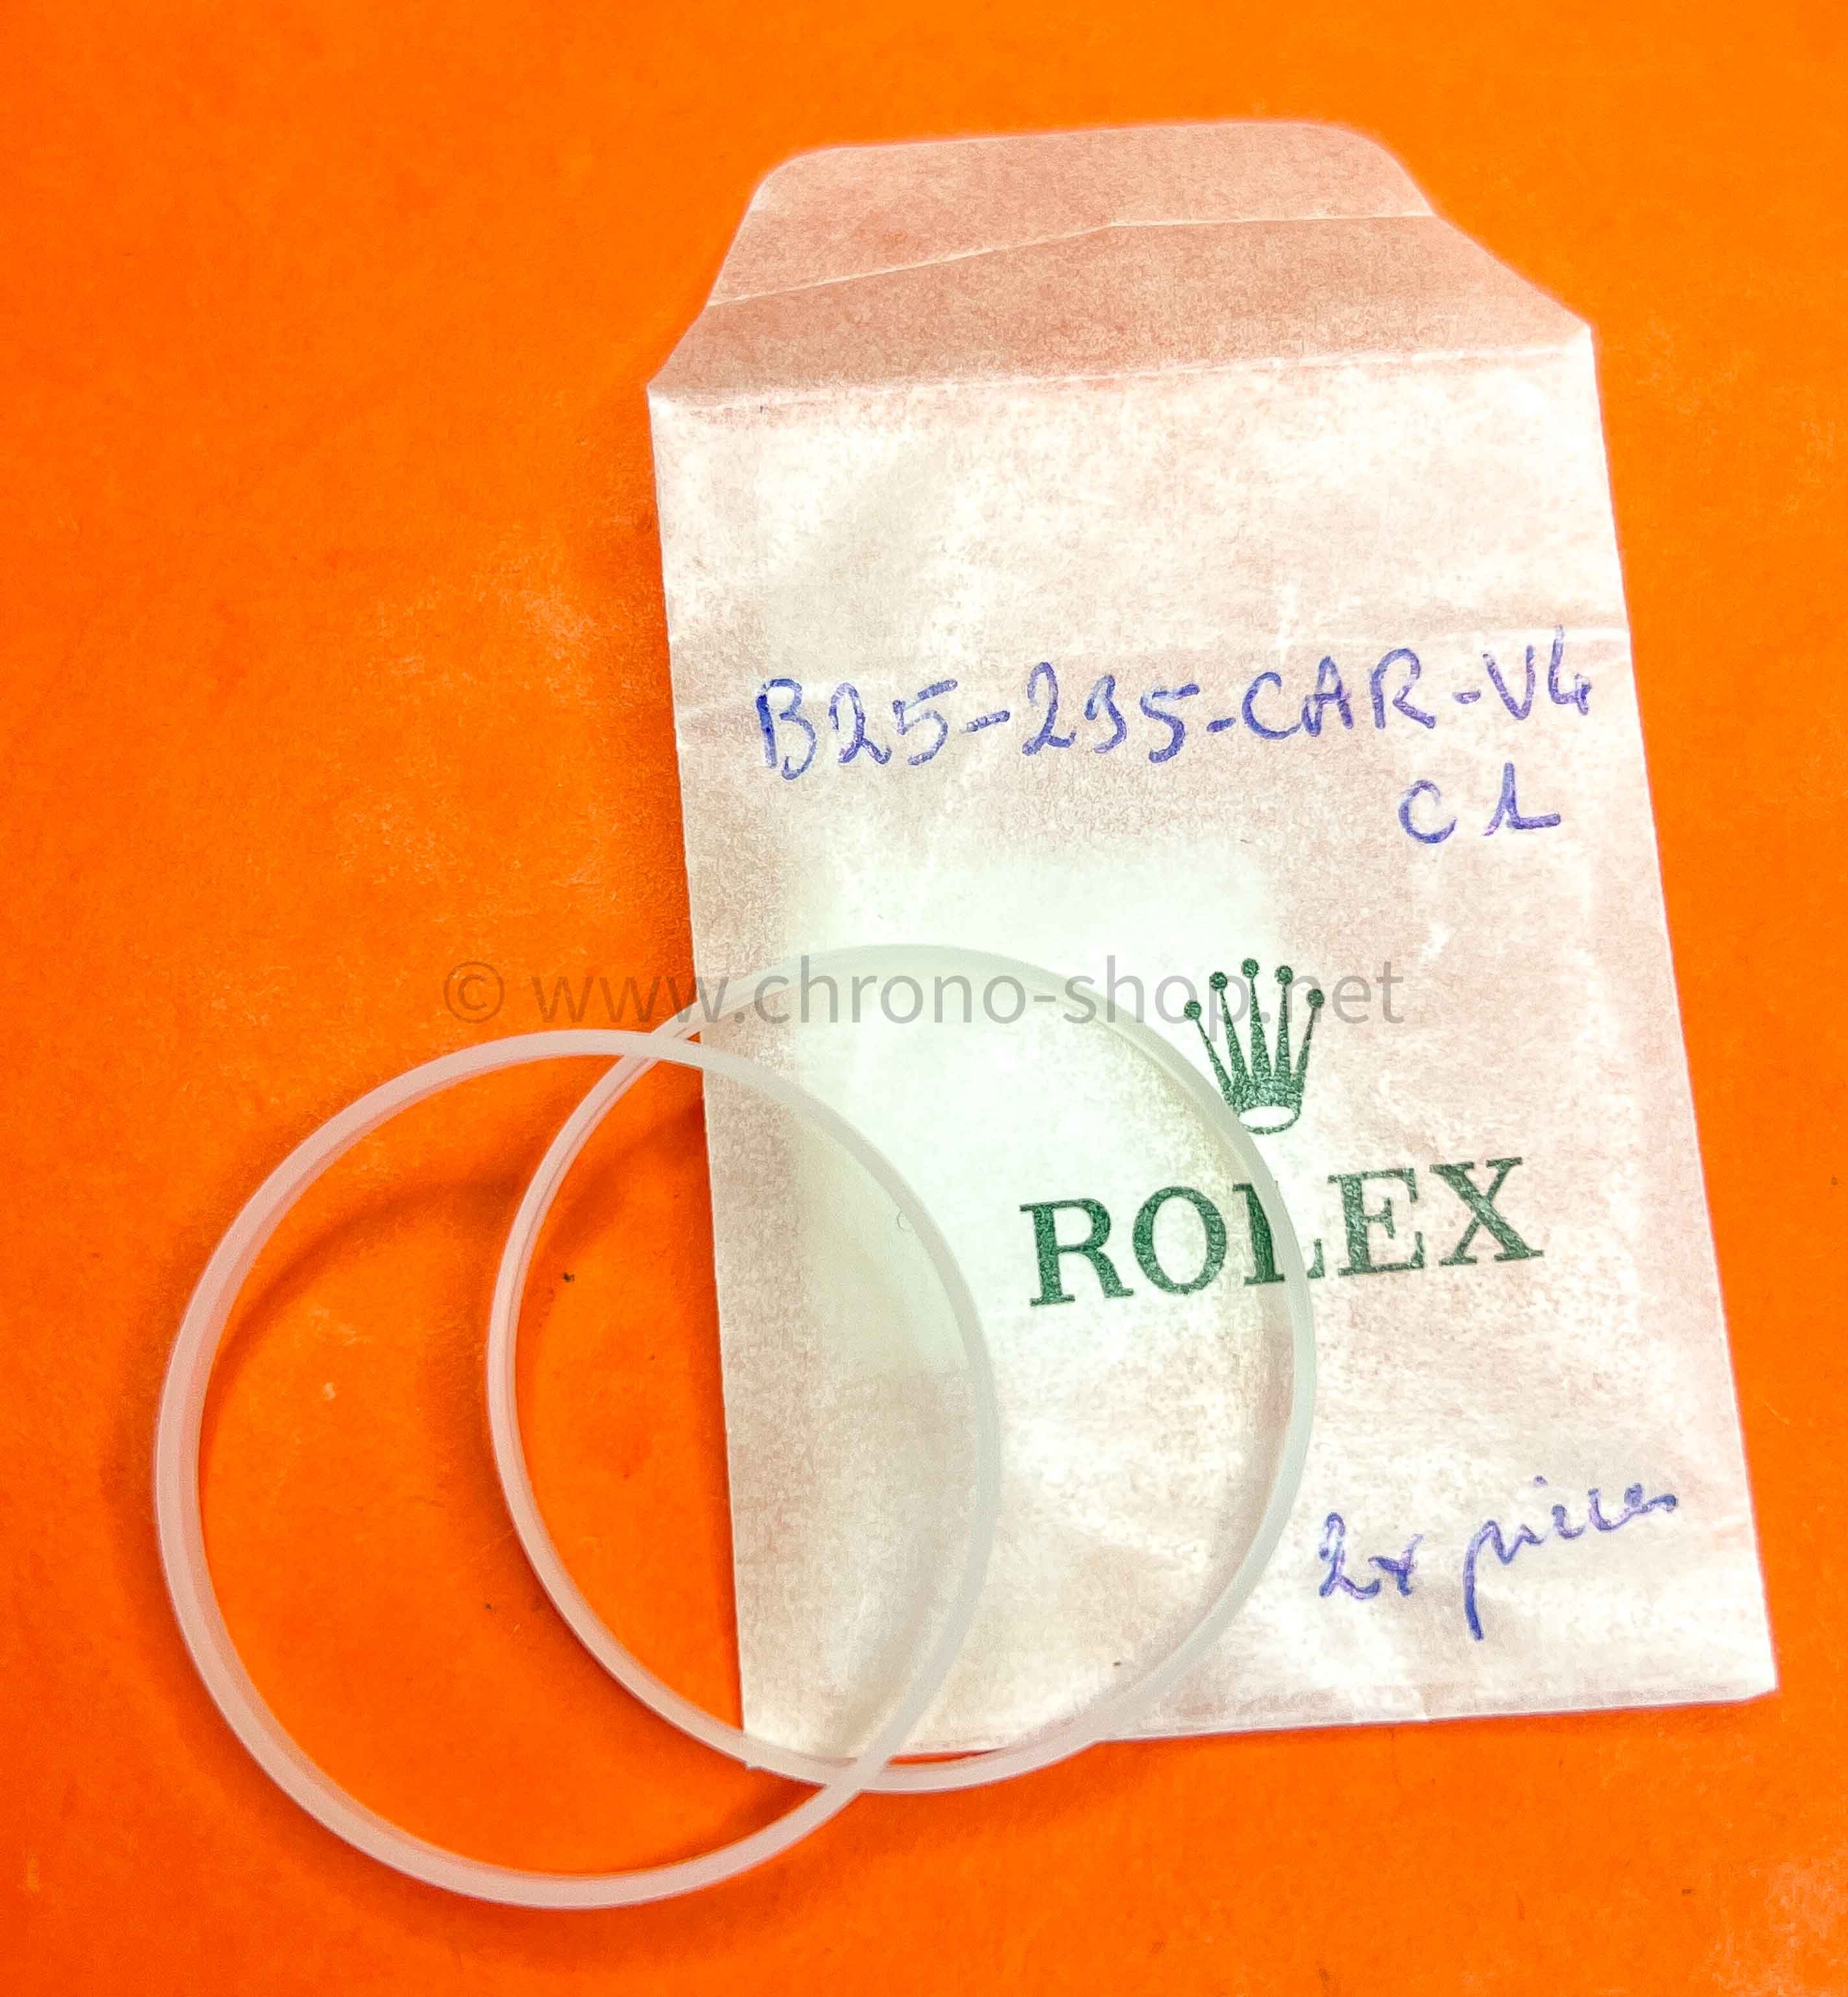 B25-295-CAR-V4
C1
© www.chrono-shop.net
ROLEX
2x pièces